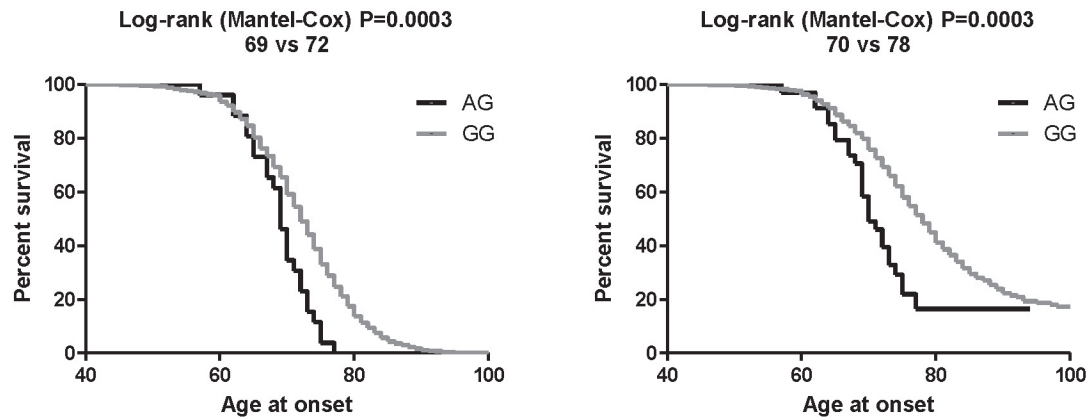 Log-rank (Mantel-Cox) P=0.0003
69 vs 72
100
80
60
40
20
0
Percent survival
AG
GG
40
60
80
100
Age at onset
Log-rank (Mantel-Cox) P=0.0003
70 vs 78
100
80
60
40
20
0
Percent survival
AG
GG
40
60
80
100
Age at onset